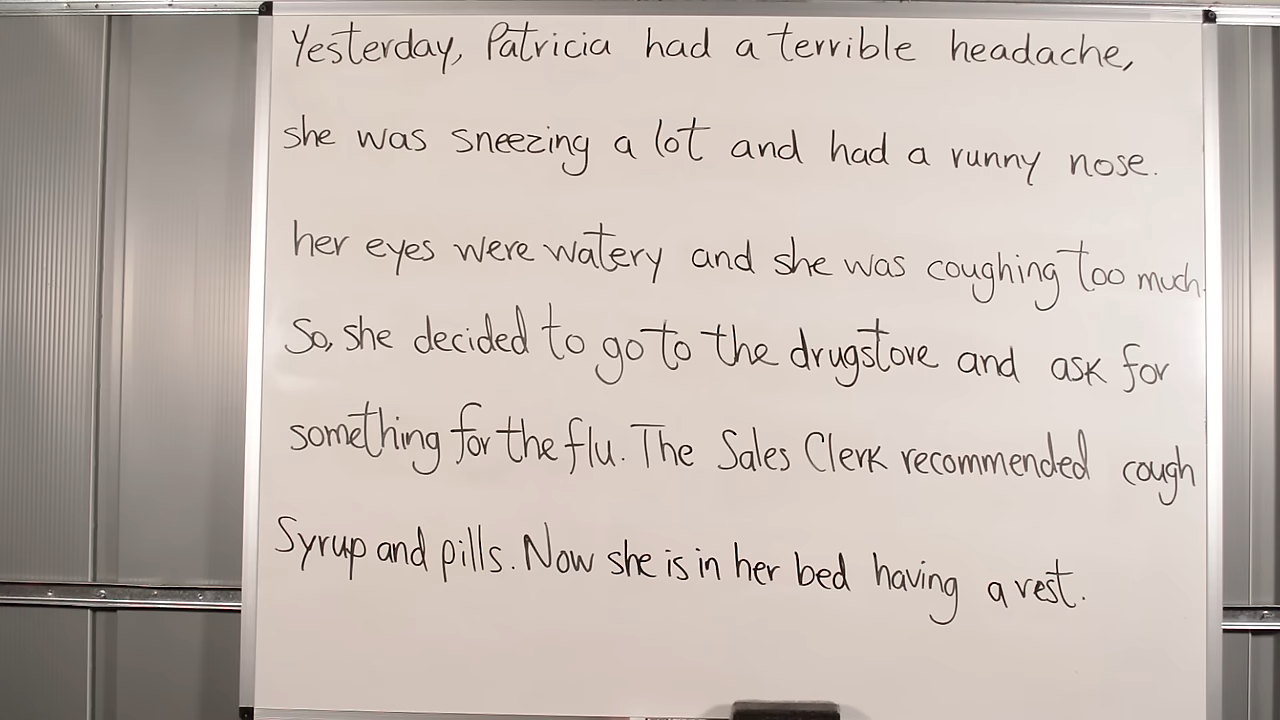 Yesterday, Patricia had a terrible headache,
she was sneezing a lot and had a runny nose.
her eyes were watery and she was coughing too much.
So, she decided to go to the drugstore and ask for
something for the flu. The Sales Clerk recommended cough
Syrup and pills. Now she is in her bed having a rest.